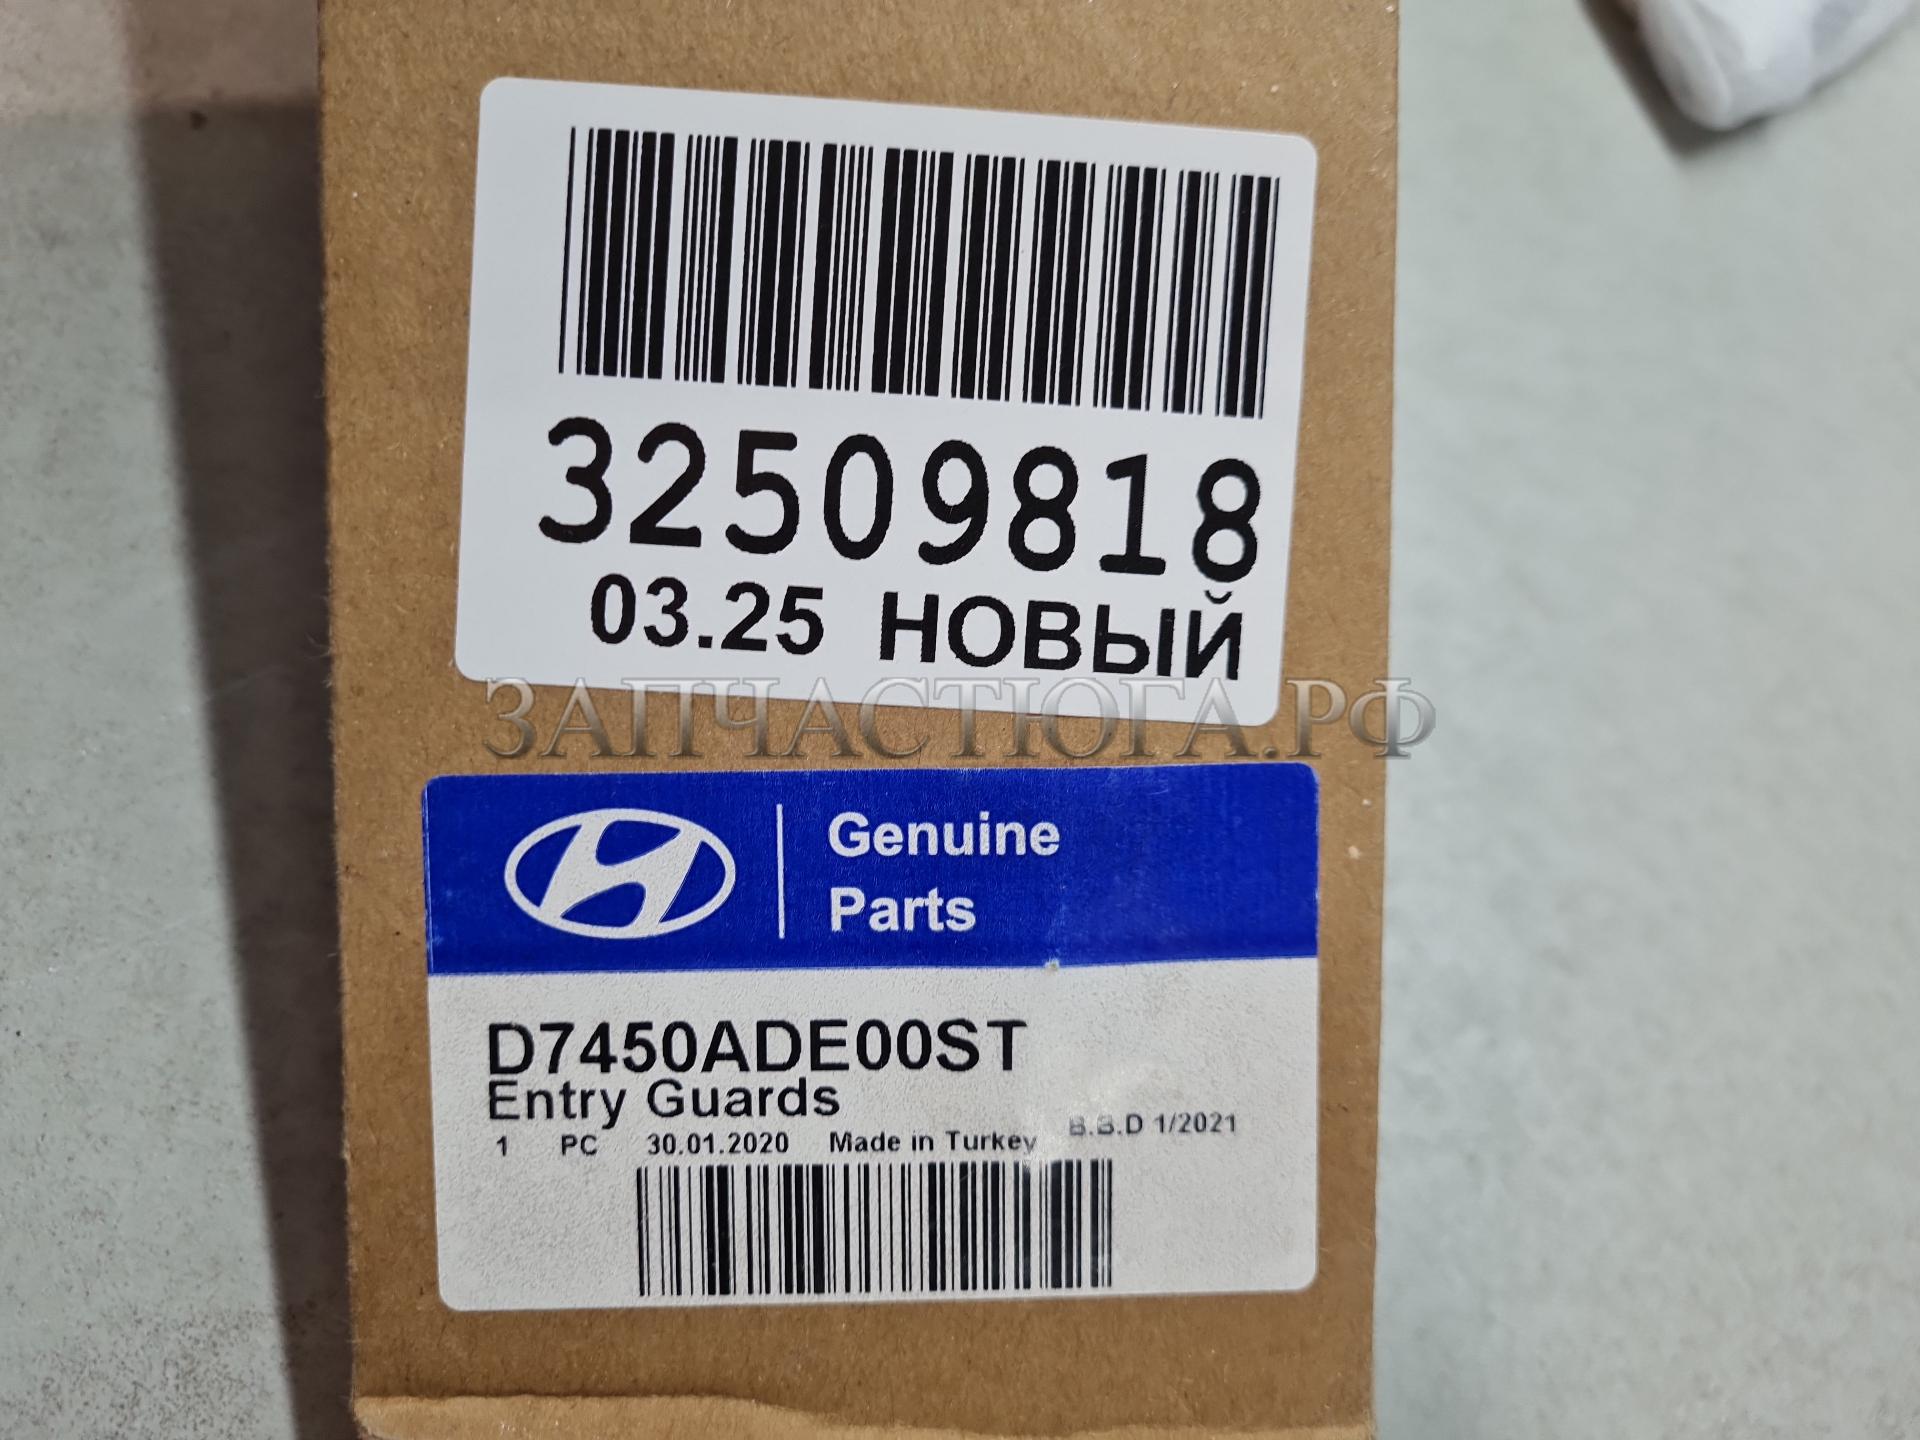 32509818
03.25 НОВЫЙ
ЗАПЧАСТЮГА.РФ
Genuine
Parts
D7450ADE00ST
Entry Guards
1 PC 30.01.2020 Made in Turkey B.B.D 1/2021